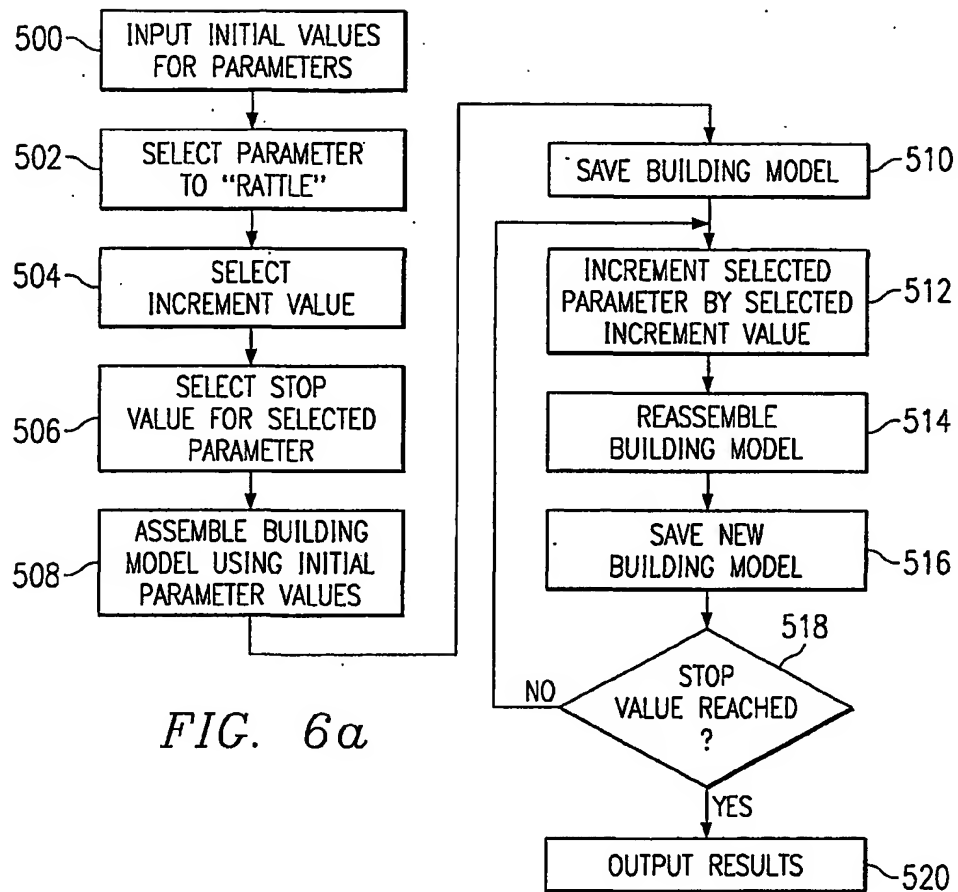 500
INPUT INITIAL VALUES
FOR PARAMETERS
502
SELECT PARAMETER
TO “RATTLE”
504
SELECT
INCREMENT VALUE
506
SELECT STOP
VALUE FOR SELECTED
PARAMETER
508
ASSEMBLE BUILDING
MODEL USING INITIAL
PARAMETER VALUES
SAVE BUILDING MODEL
510
INCREMENT SELECTED
PARAMETER BY SELECTED
INCREMENT VALUE
512
REASSEMBLE
BUILDING MODEL
514
SAVE NEW
BUILDING MODEL
516
518
STOP
VALUE REACHED
?
NO
YES
OUTPUT RESULTS
520
FIG. 6a